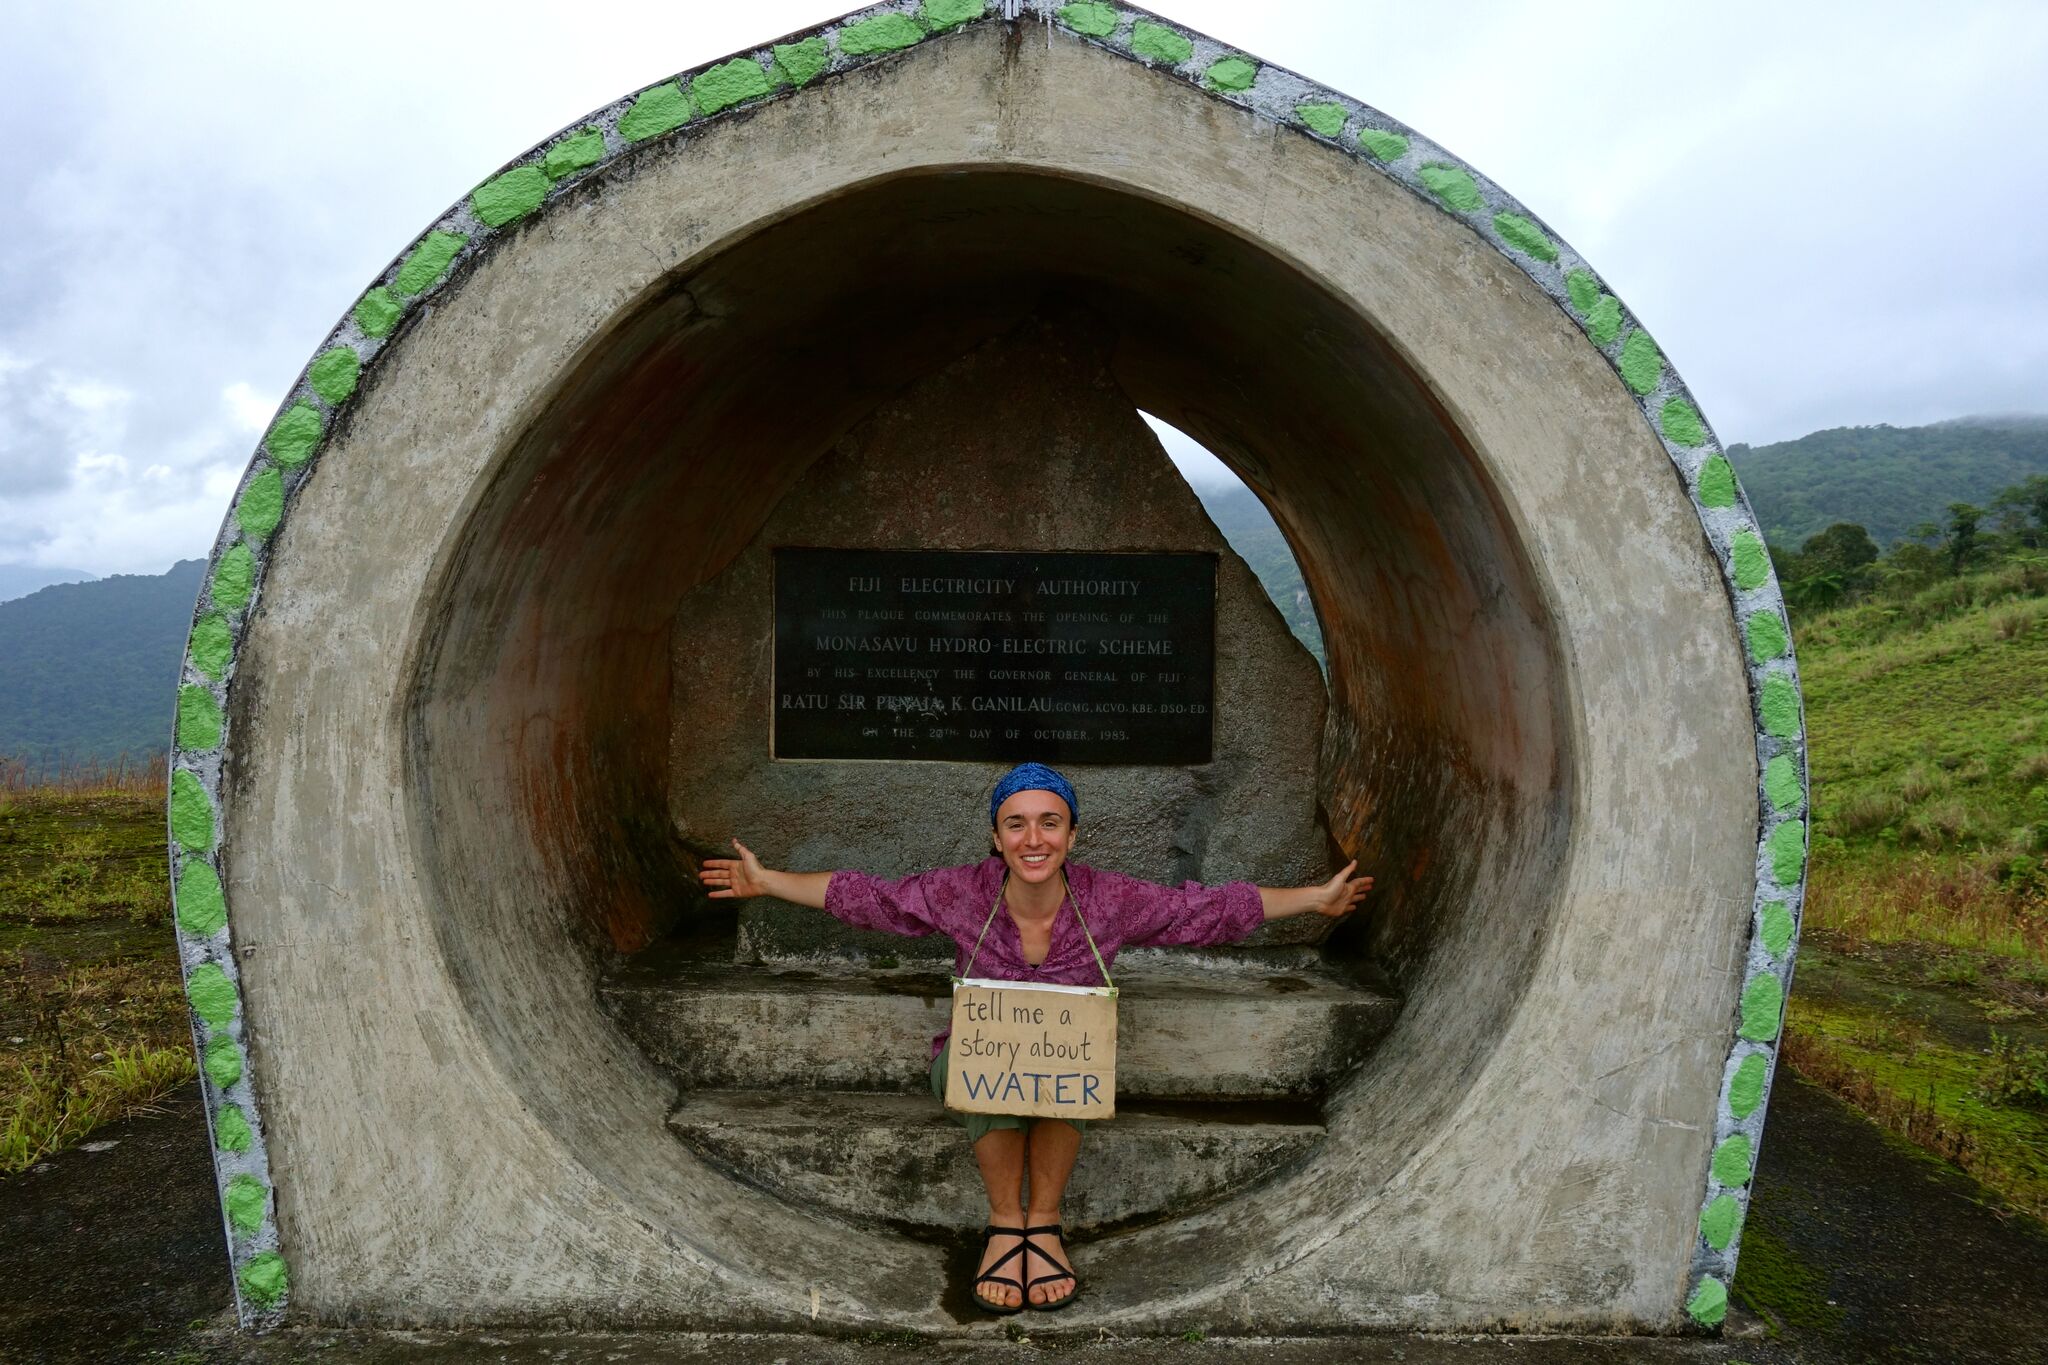 FIJI ELECTRICITY AUTHORITY
THIS PLAQUE COMMEMORATES THE OPENING OF THE
MONASAVU HYDRO-ELECTRIC SCHEME
BY HIS EXCELLENCY THE GOVERNOR GENERAL OF FIJI
RATU SIR PENAIA K. GANILAU, GCMG, KCVO, KBE, DSO, ED.
ON THE 20TH. DAY OF OCTOBER, 1983.
tell me a
story about
WATER